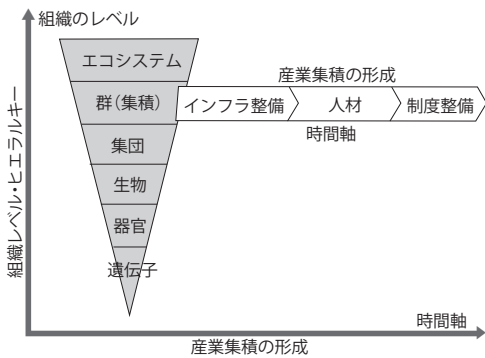 組織のレベル
エコシステム
群(集積)
集団
生物
器官
遺伝子
産業集積の形成
インフラ整備
人材
制度整備
時間軸
組織レベル・ヒエラルキー
時間軸
産業集積の形成